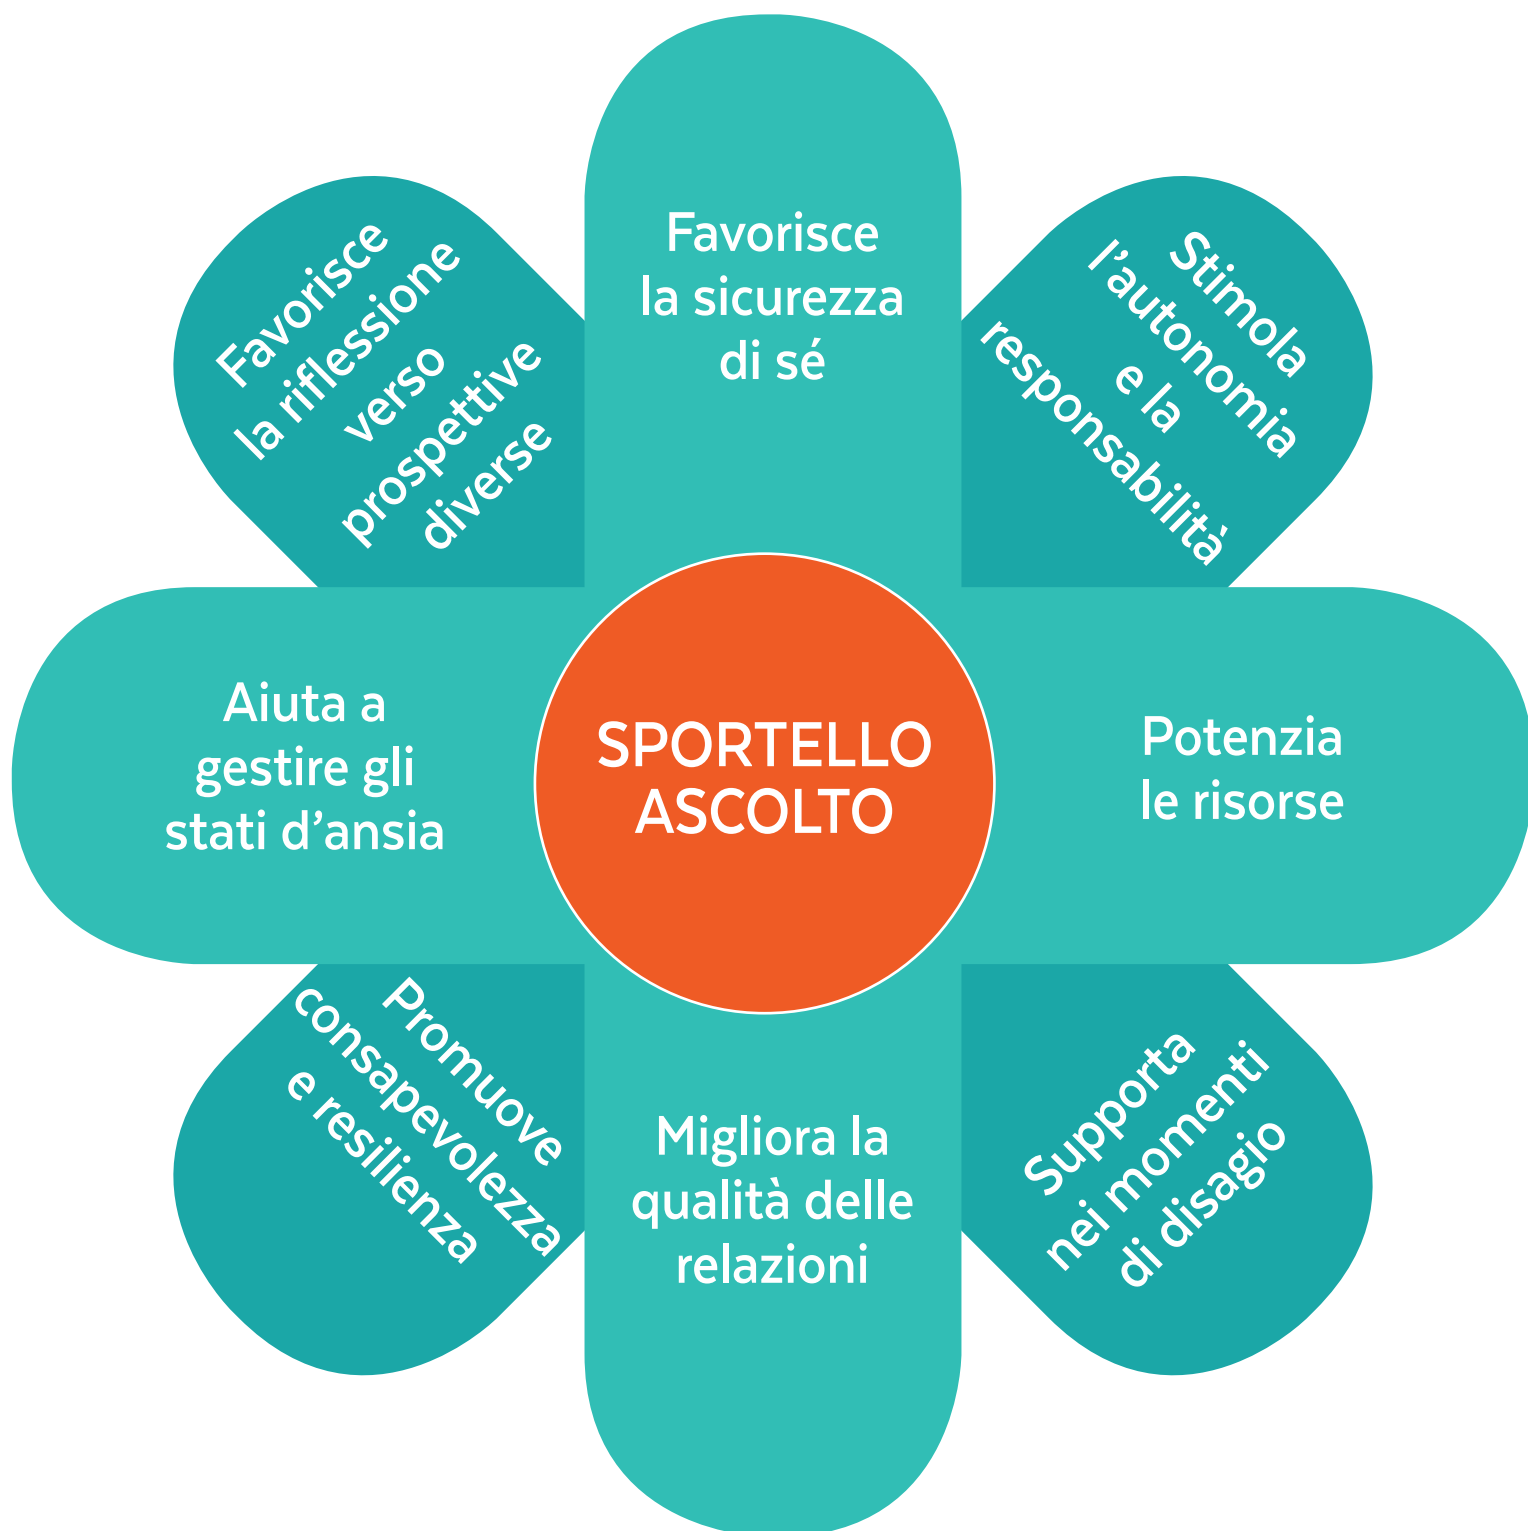 Favorisce
la sicurezza
di sé
Stimola
l’autonomia
e la
responsabilità
Potenzia
le risorse
Supporta
nei momenti
di disagio
Migliora la
qualità delle
relazioni
Promuove
consapevolezza
e resilienza
Aiuta a
gestire gli
stati d’ansia
Favorisce
la riflessione
verso
prospettive
diverse
SPORTELLO
ASCOLTO